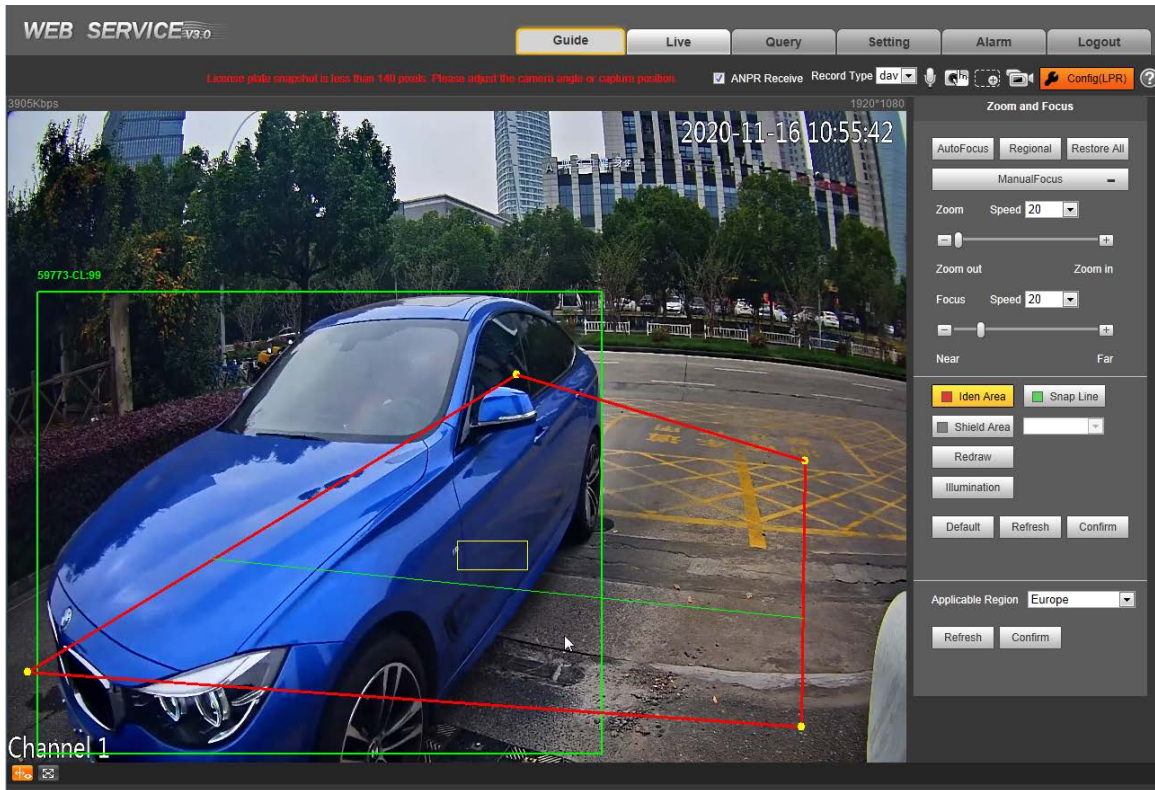 WEB SERVICE V3.0
Guide
Live
Query
Setting
Alarm
Logout
License plate snapshot is less than 140 pixels. Please adjust the camera angle or capture position.
ANPR Receive
Record Type
dav
Config(LPR)
?
3905Kbps
1920*1080
2020-11-16 10:55:42
59773-CL:99
Channel 1
Zoom and Focus
AutoFocus
Regional
Restore All
ManualFocus
Zoom
Speed
20
Zoom out
Zoom in
Focus
Speed
20
Near
Far
Iden Area
Snap Line
Shield Area
Redraw
Illumination
Default
Refresh
Confirm
Applicable Region
Europe
Refresh
Confirm